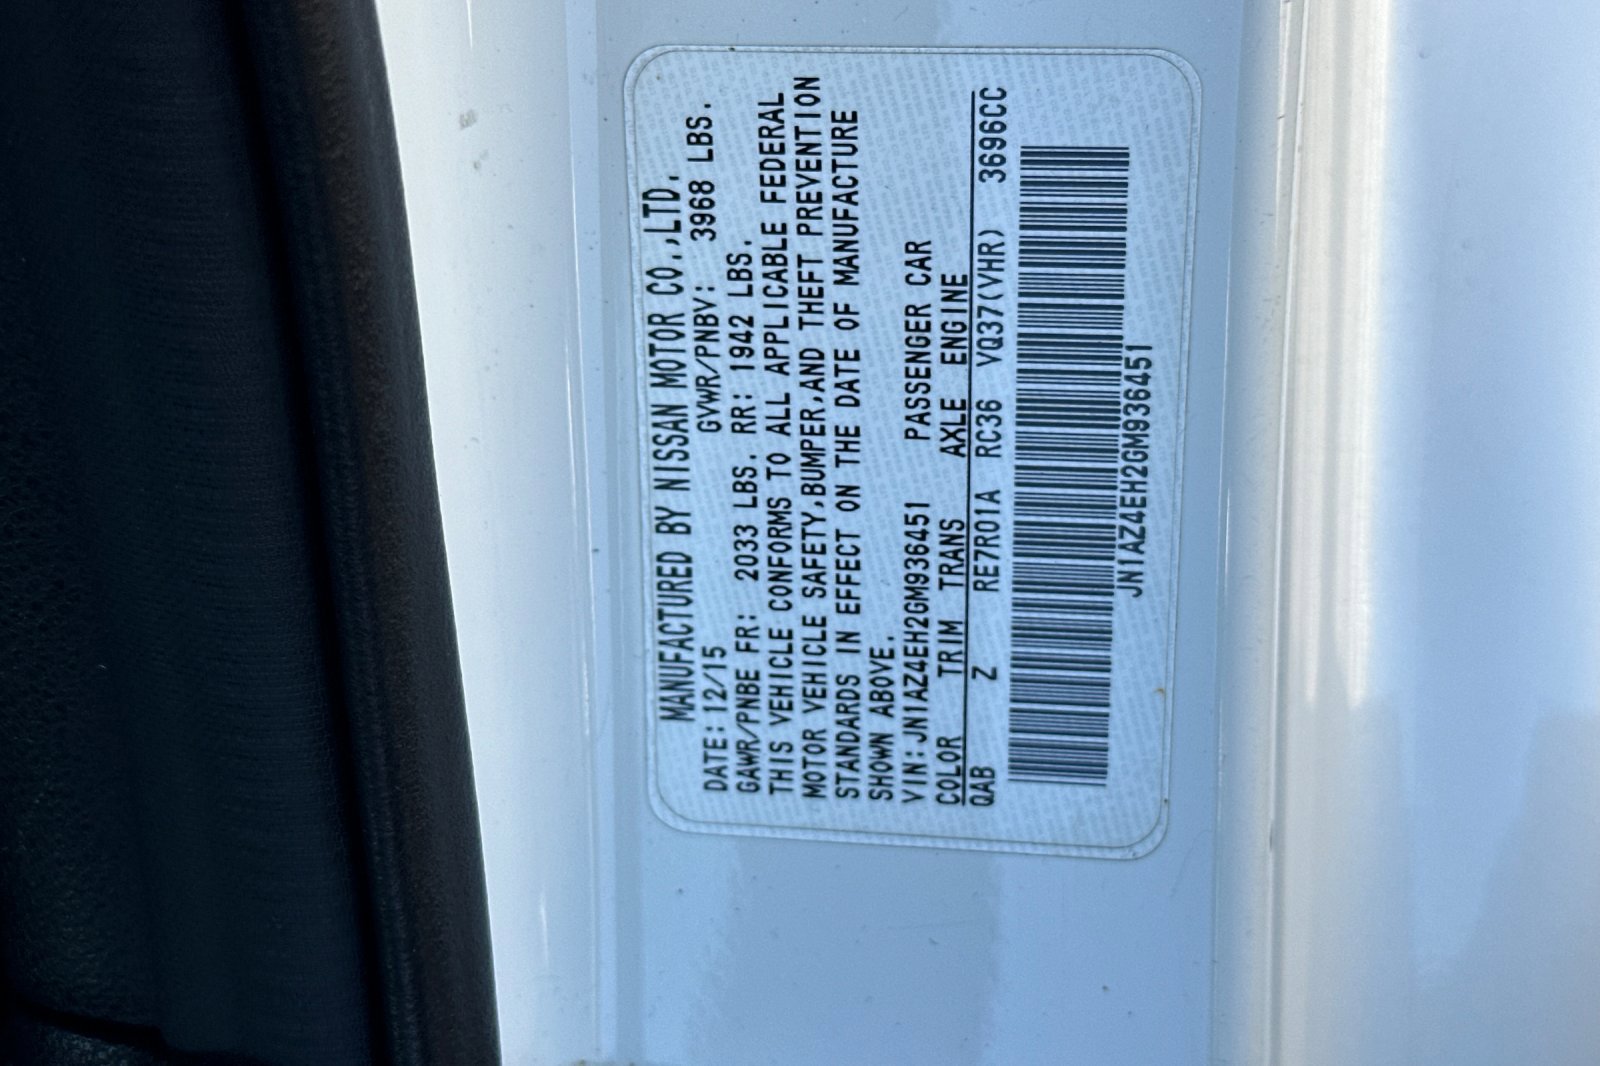 MANUFACTURED BY NISSAN MOTOR CO.,LTD.
DATE:12/15 GVWR/PNBV: 3968 LBS.
GAWR/PNBE FR: 2033 LBS. RR: 1942 LBS.
THIS VEHICLE CONFORMS TO ALL APPLICABLE FEDERAL
MOTOR VEHICLE SAFETY,BUMPER,AND THEFT PREVENTION
STANDARDS IN EFFECT ON THE DATE OF MANUFACTURE
SHOWN ABOVE.
VIN:JN1AZ4EH2GM936451 PASSENGER CAR
COLOR TRIM TRANS AXLE ENGINE
QAB Z RE7R01A RC36 VQ37(VHR) 3696CC
JN1AZ4EH2GM936451